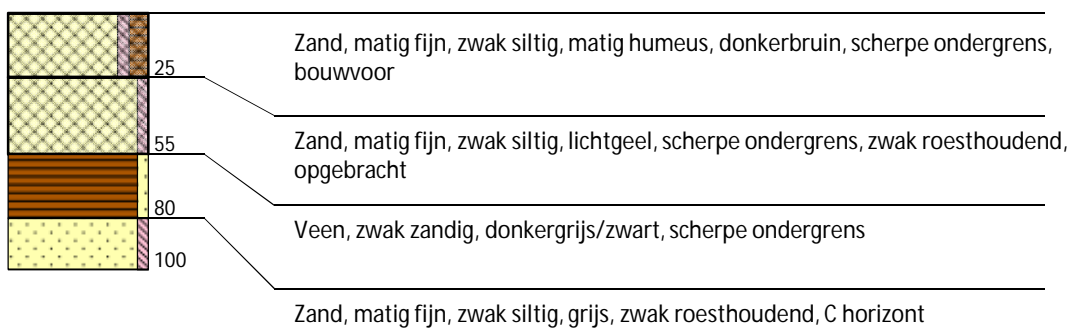 Zand, matig fijn, zwak siltig, matig humeus, donkerbruin, scherpe ondergrens,
bouwvoor
25
Zand, matig fijn, zwak siltig, lichtgeel, scherpe ondergrens, zwak roesthoudend,
opgebracht
55
Veen, zwak zandig, donkergrijs/zwart, scherpe ondergrens
80
Zand, matig fijn, zwak siltig, grijs, zwak roesthoudend, C horizont
100